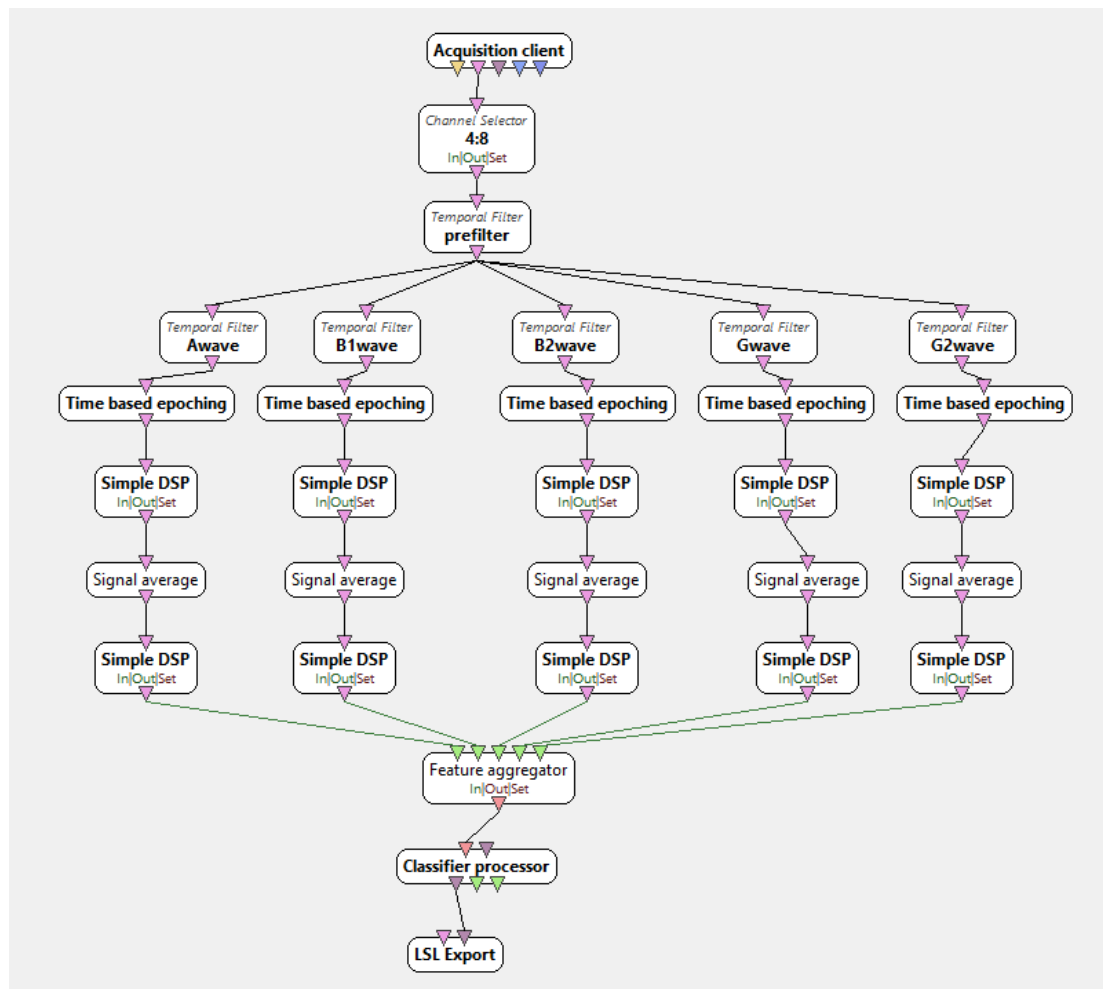 Acquisition client
Channel Selector
4:8
In|Out|Set
Temporal Filter
prefilter
Temporal Filter
Awave
Temporal Filter
B1wave
Temporal Filter
B2wave
Temporal Filter
Gwave
Temporal Filter
G2wave
Time based epoching
Time based epoching
Time based epoching
Time based epoching
Time based epoching
Simple DSP
In|Out|Set
Simple DSP
In|Out|Set
Simple DSP
In|Out|Set
Simple DSP
In|Out|Set
Simple DSP
In|Out|Set
Signal average
Signal average
Signal average
Signal average
Signal average
Simple DSP
In|Out|Set
Simple DSP
In|Out|Set
Simple DSP
In|Out|Set
Simple DSP
In|Out|Set
Simple DSP
In|Out|Set
Feature aggregator
In|Out|Set
Classifier processor
LSL Export